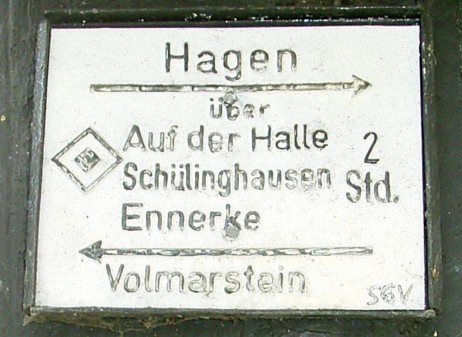 Hagen
über
Auf der Halle
Schülinghausen
Ennerke
2
Std.
Volmarstein
SGV